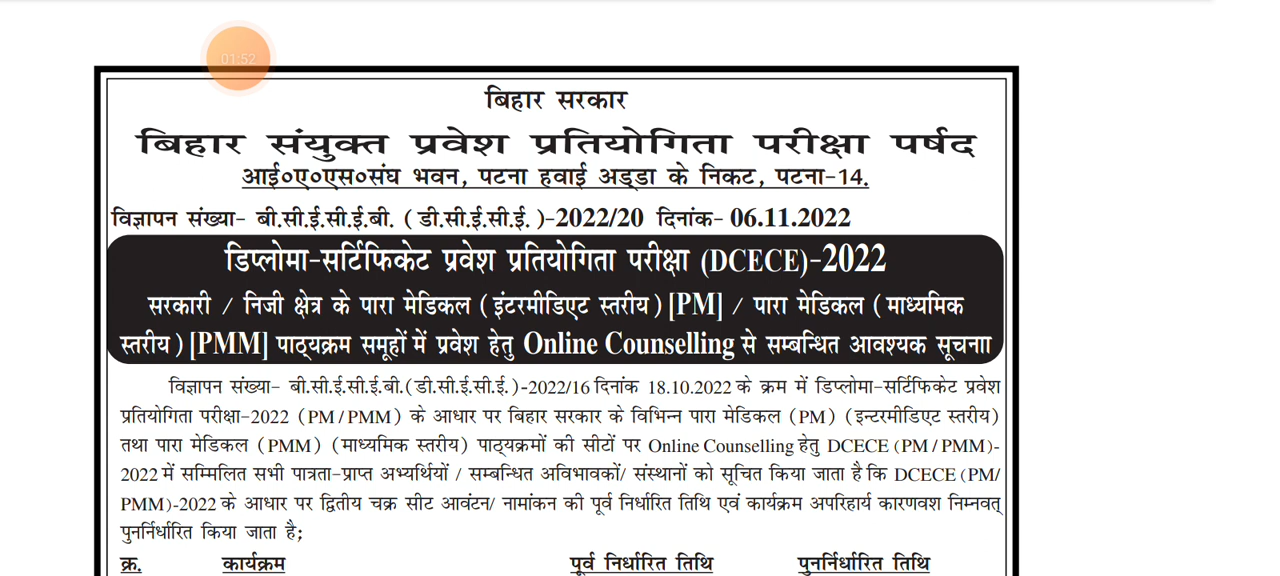 01:52
बिहार सरकार
बिहार संयुक्त प्रवेश प्रतियोगिता परीक्षा पर्षद
आई०ए०एस०संघ भवन, पटना हवाई अड्डा के निकट, पटना-14.
विज्ञापन संख्या- बी.सी.ई.सी.ई.बी. (डी.सी.ई.सी.ई.)-2022/20 दिनांक- 06.11.2022
डिप्लोमा-सर्टिफिकेट प्रवेश प्रतियोगिता परीक्षा (DCECE)-2022
सरकारी / निजी क्षेत्र के पारा मेडिकल (इंटरमीडिएट स्तरीय) [PM] / पारा मेडिकल (माध्यमिक
स्तरीय) [PMM] पाठ्यक्रम समूहों में प्रवेश हेतु Online Counselling से सम्बन्धित आवश्यक सूचना
विज्ञापन संख्या- बी.सी.ई.सी.ई.बी.(डी.सी.ई.सी.ई.)-2022/16 दिनांक 18.10.2022 के क्रम में डिप्लोमा-सर्टिफिकेट प्रवेश
प्रतियोगिता परीक्षा-2022 (PM/PMM) के आधार पर बिहार सरकार के विभिन्न पारा मेडिकल (PM) (इन्टरमीडिएट स्तरीय)
तथा पारा मेडिकल (PMM) (माध्यमिक स्तरीय) पाठ्यक्रमों की सीटों पर Online Counselling हेतु DCECE (PM/PMM)-
2022 में सम्मिलित सभी पात्रता-प्राप्त अभ्यर्थियों / सम्बन्धित अविभावकों/ संस्थानों को सूचित किया जाता है कि DCECE (PM/
PMM)-2022 के आधार पर द्वितीय चक्र सीट आवंटन/ नामांकन की पूर्व निर्धारित तिथि एवं कार्यक्रम अपरिहार्य कारणवश निम्नवत्
पुनर्निर्धारित किया जाता है;
क्र. कार्यक्रम पूर्व निर्धारित तिथि पुनर्निर्धारित तिथि